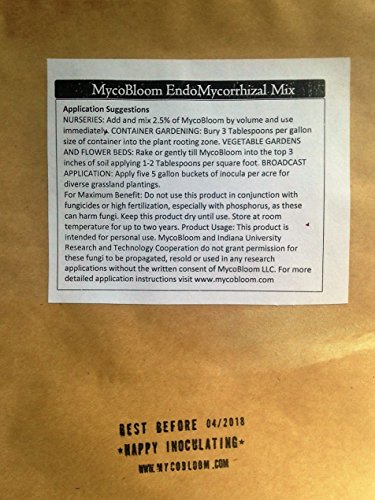 MycoBloom EndoMycorrhizal Mix
Application Suggestions
NURSERIES: Add and mix 2.5% of MycoBloom by volume and use
immediately. CONTAINER GARDENING: Bury 3 Tablespoons per gallon
size of container into the plant rooting zone. VEGETABLE GARDENS
AND FLOWER BEDS: Rake or gently till MycoBloom into the top 3
inches of soil applying 1-2 Tablespoons per square foot. BROADCAST
APPLICATION: Apply five 5 gallon buckets of inocula per acre for
diverse grassland plantings.
For Maximum Benefit: Do not use this product in conjunction with
fungicides or high fertilization, especially with phosphorus, as these
can harm fungi. Keep this product dry until use. Store at room
temperature for up to two years. Product Usage: This product is
intended for personal use. MycoBloom and Indiana University
Research and Technology Cooperation do not grant permission for
these fungi to be propagated, resold or used in any research
applications without the written consent of MycoBloom LLC. For more
detailed application instructions visit www.mycobloom.com
BEST BEFORE 04/2018
*HAPPY INOCULATING*
WWW.MYCOBLOOM.COM